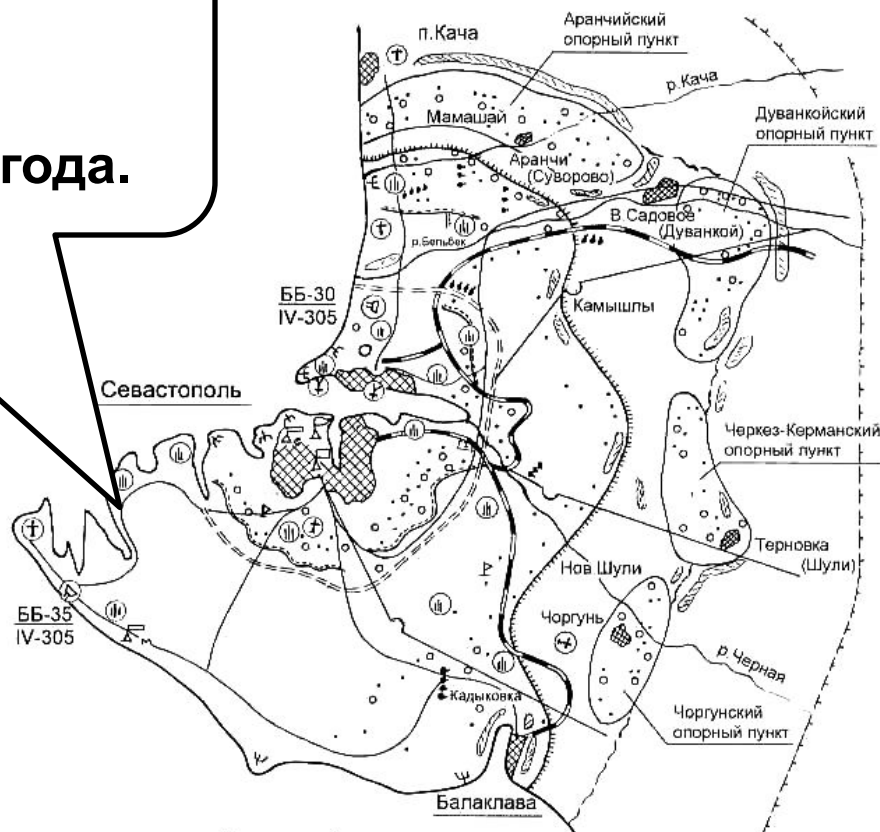 года.
п.Кача
Аранчийский
опорный пункт
р.Кача
Мамашай
Дуванкойский
опорный пункт
Аранчи
(Суворово)
В.Садовое
(Дуванкой)
р.Бельбек
ББ-30
IV-305
Камышлы
Севастополь
Черкез-Керманский
опорный пункт
Терновка
(Шули)
Нов Шули
ББ-35
IV-305
Чоргунь
р.Черная
Кадыковка
Чоргунский
опорный пункт
Балаклава